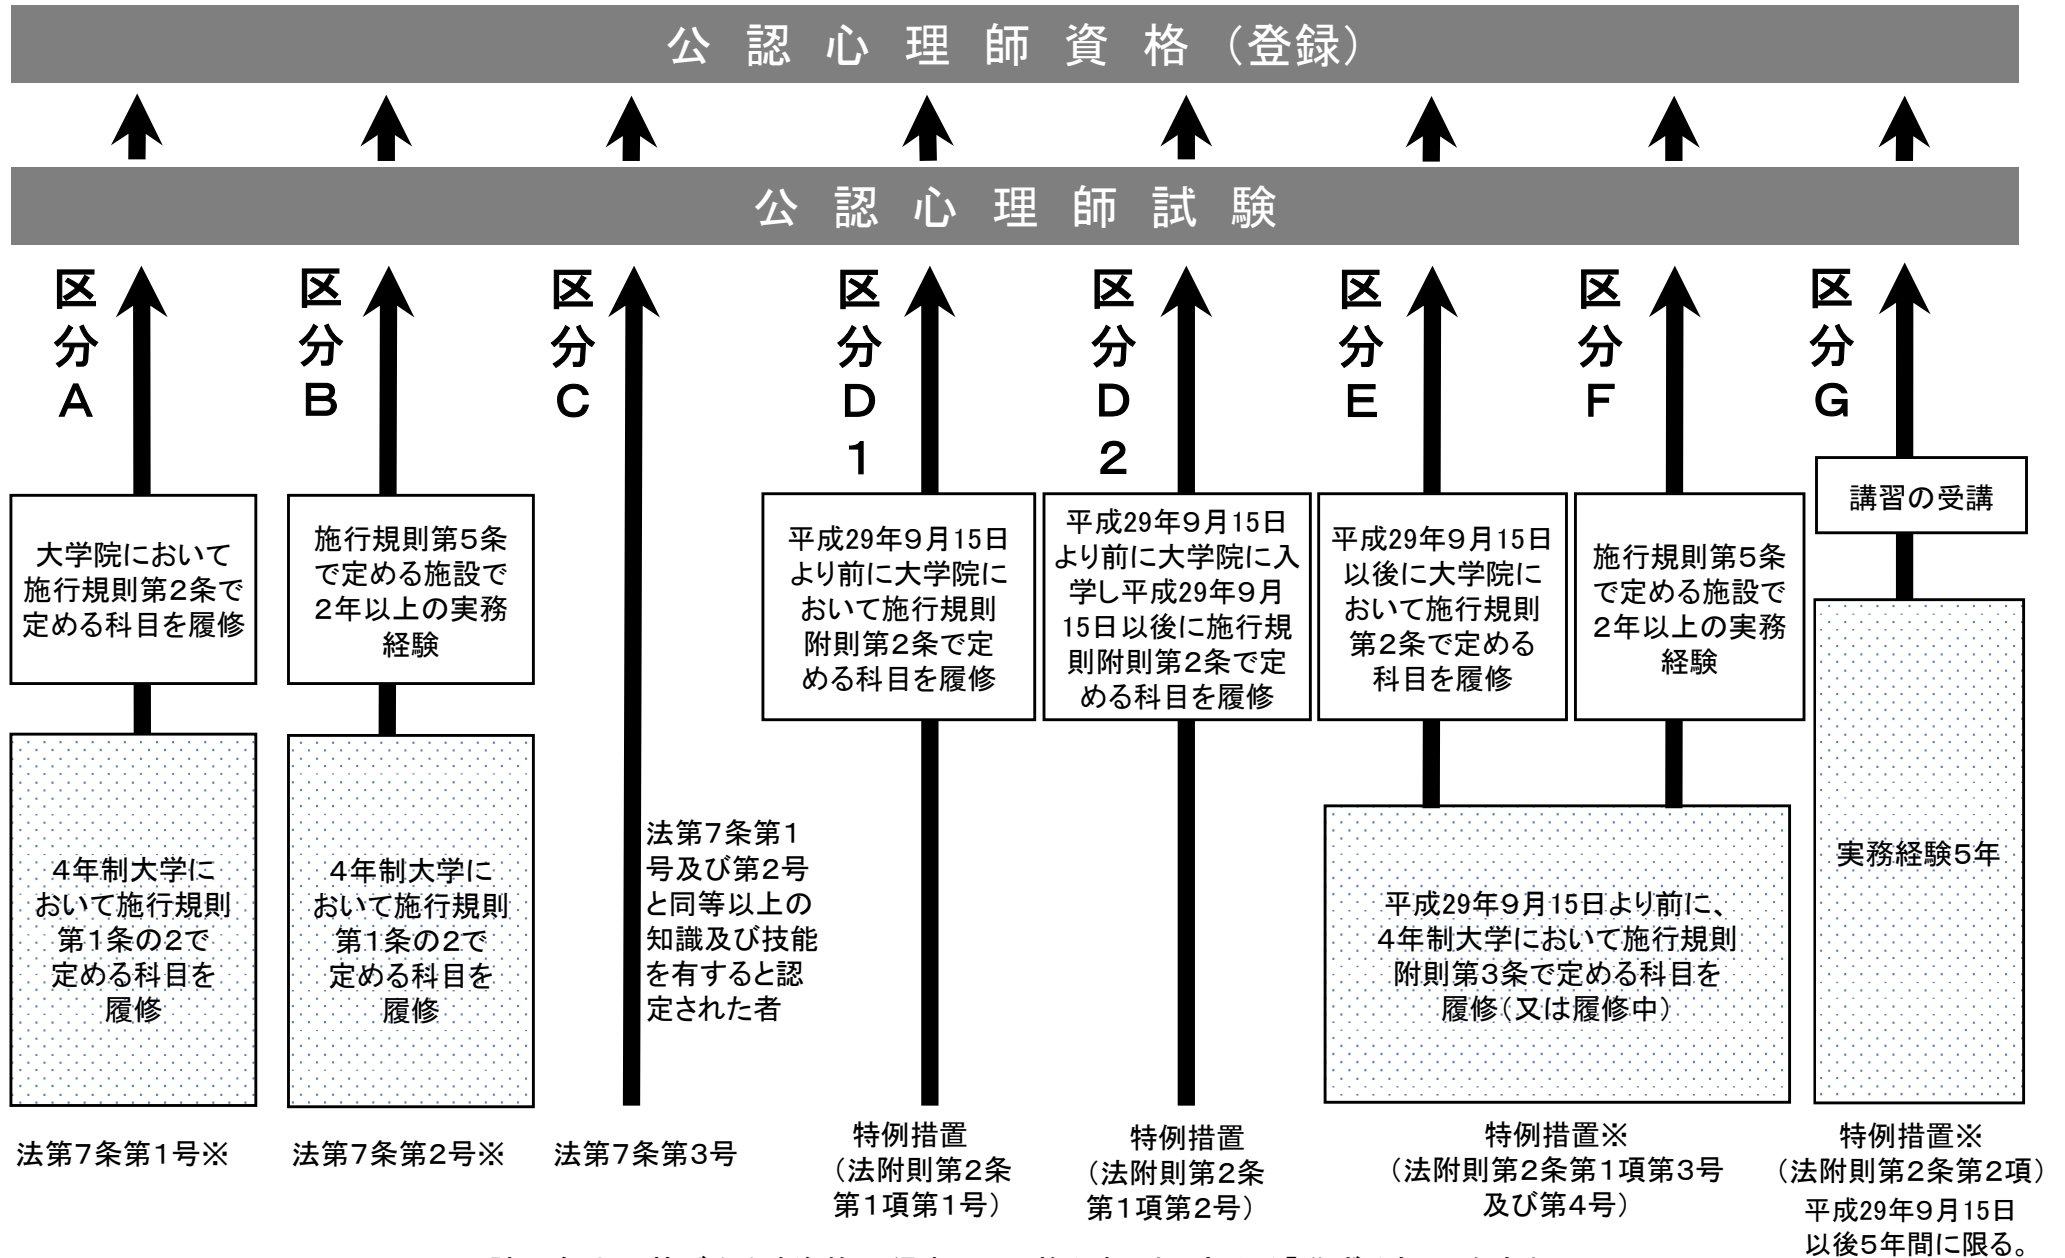 公認心理師資格（登録）
公認心理師試験
区分A
区分B
区分C
区分D1
区分D2
区分E
区分F
区分G
大学院において
施行規則第２条で
定める科目を履修
４年制大学に
おいて施行規則
第１条の２で
定める科目を
履修
法第７条第１号※
施行規則第５条
で定める施設で
２年以上の実務
経験
４年制大学に
おいて施行規則
第１条の２で
定める科目を
履修
法第７条第２号※
法第７条第１
号及び第２号
と同等以上の
知識及び技能
を有すると認
定された者
法第７条第３号
平成29年９月15日
より前に大学院に
おいて施行規則
附則第２条で定
める科目を履修
特例措置
（法附則第２条
第１項第１号）
平成29年９月15日
より前に大学院に入
学し平成29年９月
15日以後に施行規
則附則第２条で定
める科目を履修
特例措置
（法附則第２条
第１項第２号）
平成29年９月15日
以後に大学院に
おいて施行規則
第２条で定める
科目を履修
施行規則第５条
で定める施設で
２年以上の実務
経験
平成29年９月15日より前に、
４年制大学において施行規則
附則第３条で定める科目を
履修（又は履修中）
特例措置※
（法附則第２条第１項第３号
及び第４号）
講習の受講
実務経験５年
特例措置※
（法附則第２条第２項）
平成29年９月15日
以後５年間に限る。